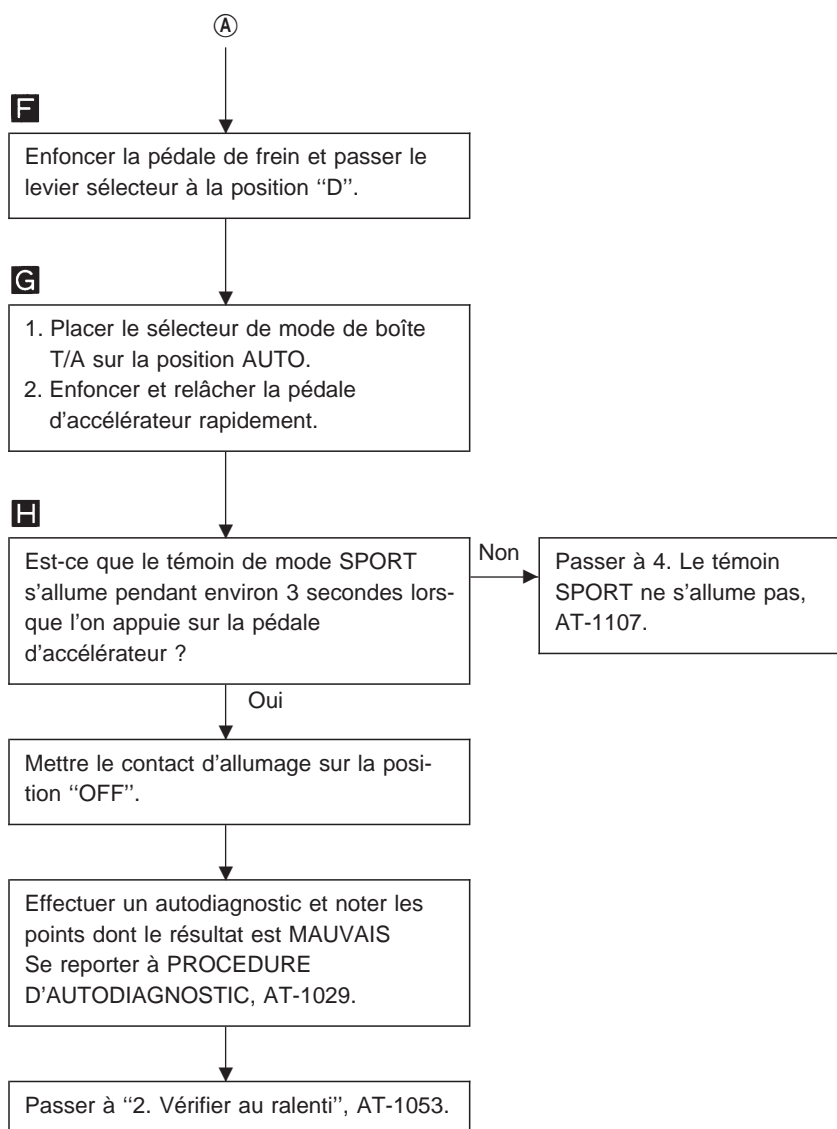 Ⓐ
F
Enfoncer la pédale de frein et passer le
levier sélecteur à la position ‘‘D’’.
G
1. Placer le sélecteur de mode de boîte
T/A sur la position AUTO.
2. Enfoncer et relâcher la pédale
d’accélérateur rapidement.
H
Est-ce que le témoin de mode SPORT
s’allume pendant environ 3 secondes lors-
que l’on appuie sur la pédale
d’accélérateur ?
Non
Passer à 4. Le témoin
SPORT ne s’allume pas,
AT-1107.
Oui
Mettre le contact d’allumage sur la posi-
tion ‘‘OFF’’.
Effectuer un autodiagnostic et noter les
points dont le résultat est MAUVAIS
Se reporter à PROCEDURE
D’AUTODIAGNOSTIC, AT-1029.
Passer à ‘‘2. Vérifier au ralenti’’, AT-1053.